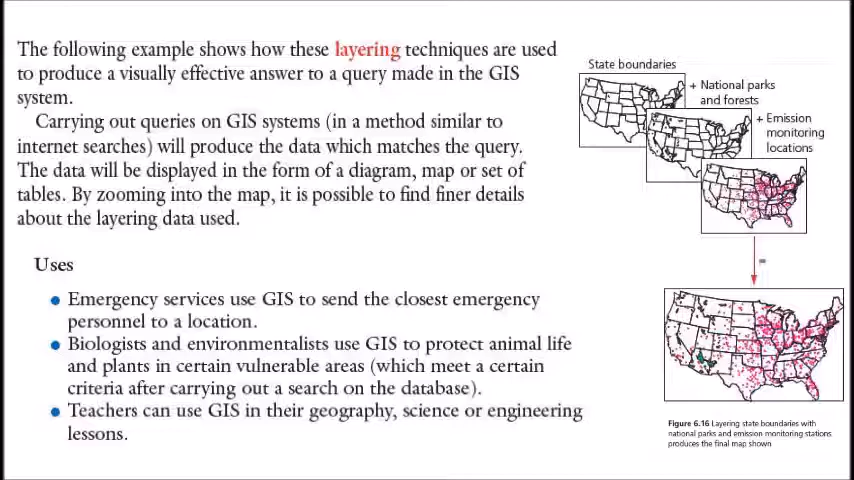 The following example shows how these layering techniques are used
to produce a visually effective answer to a query made in the GIS
system.
Carrying out queries on GIS systems (in a method similar to
internet searches) will produce the data which matches the query.
The data will be displayed in the form of a diagram, map or set of
tables. By zooming into the map, it is possible to find finer details
about the layering data used.
Uses
● Emergency services use GIS to send the closest emergency
personnel to a location.
● Biologists and environmentalists use GIS to protect animal life
and plants in certain vulnerable areas (which meet a certain
criteria after carrying out a search on the database).
● Teachers can use GIS in their geography, science or engineering
lessons.
State boundaries
+ National parks
and forests
+ Emission
monitoring
locations
Figure 6.16 Layering state boundaries with
national parks and emission monitoring stations
produces the final map shown